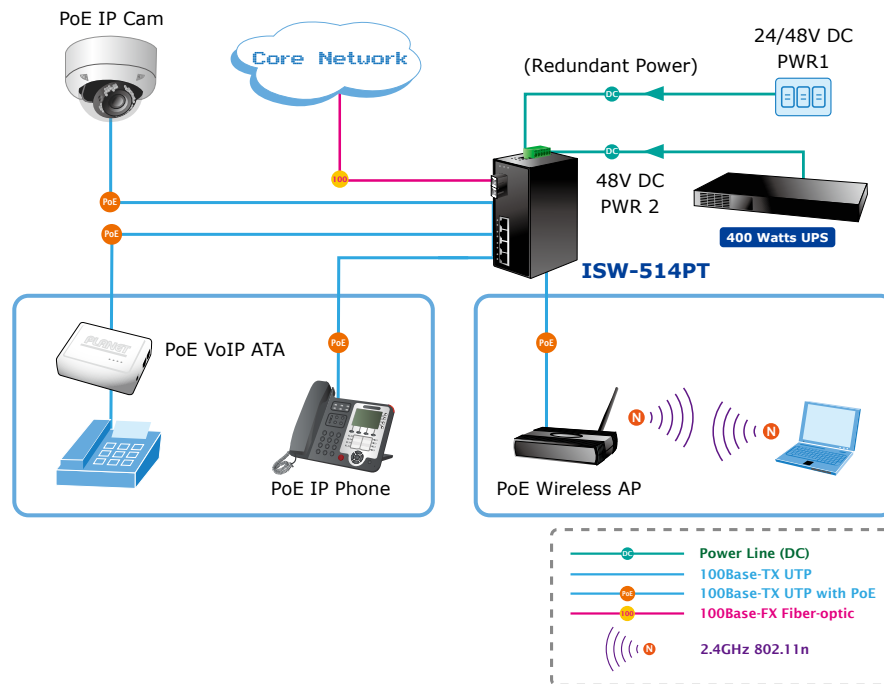 PoE IP Cam
Core Network
24/48V DC
PWR1
(Redundant Power)
DC
DC
48V DC
PWR 2
100
PoE
PoE
400 Watts UPS
ISW-514PT
PoE VoIP ATA
PLANET
PoE
PoE
N
N
PoE IP Phone
PoE Wireless AP
DC Power Line (DC)
100Base-TX UTP
PoE 100Base-TX UTP with PoE
100 100Base-FX Fiber-optic
N 2.4GHz 802.11n